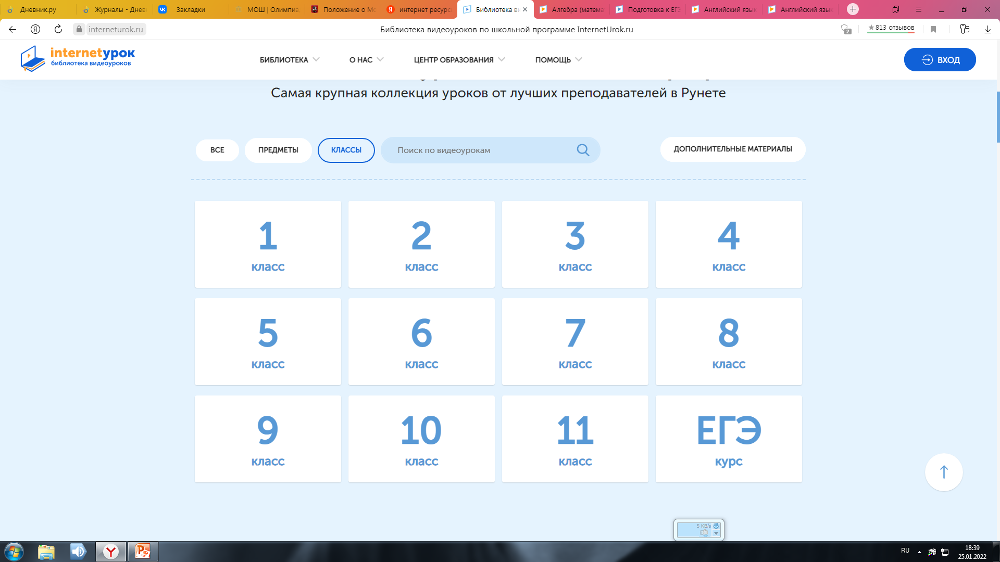 Дневник.ру
Журналы - Дневн
Закладки
МОШ | Олимпиа
Положение о Мо
интернет ресурс
Библиотека ви
Алгебра (матема
Подготовка к ЕГЭ
Английский язык
Английский язык
interneturok.ru
Библиотека видеоуроков по школьной программе InternetUrok.ru
2
★813 отзывов
internetурок
библиотека видеоуроков
БИБЛИОТЕКА
О НАС
ЦЕНТР ОБРАЗОВАНИЯ
ПОМОЩЬ
ВХОД
Самая крупная коллекция уроков от лучших преподавателей в Рунете
ВСЕ
ПРЕДМЕТЫ
КЛАССЫ
Поиск по видеоурокам
ДОПОЛНИТЕЛЬНЫЕ МАТЕРИАЛЫ
1
класс
2
класс
3
класс
4
класс
5
класс
6
класс
7
класс
8
класс
9
класс
10
класс
11
класс
ЕГЭ
курс
5 KB/s
RU
18:39
25.01.2022